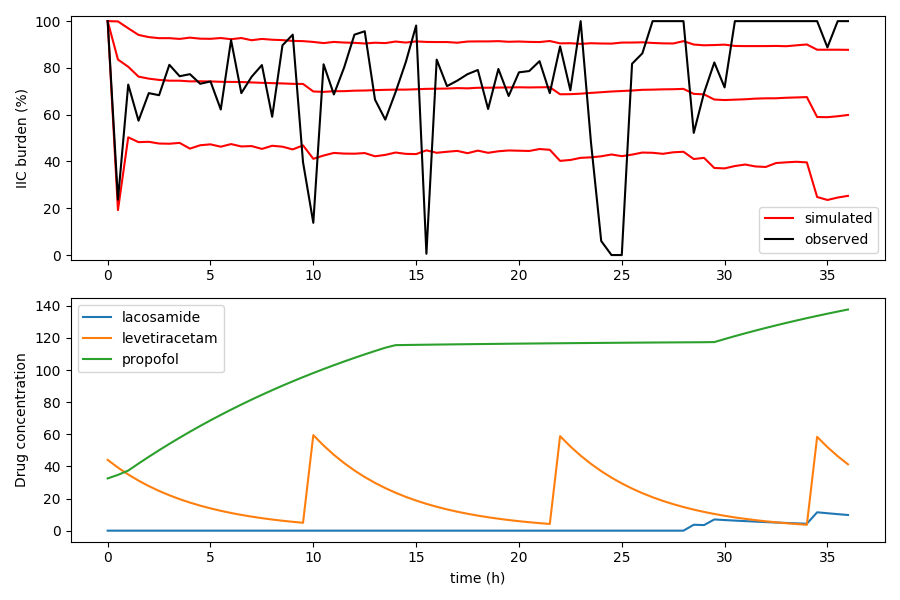 IIC burden (%)
100
80
60
40
20
0
simulated
observed
0 5 10 15 20 25 30 35
Drug concentration
140
120
100
80
60
40
20
0
lacosamide
levetiracetam
propofol
0 5 10 15 20 25 30 35
time (h)